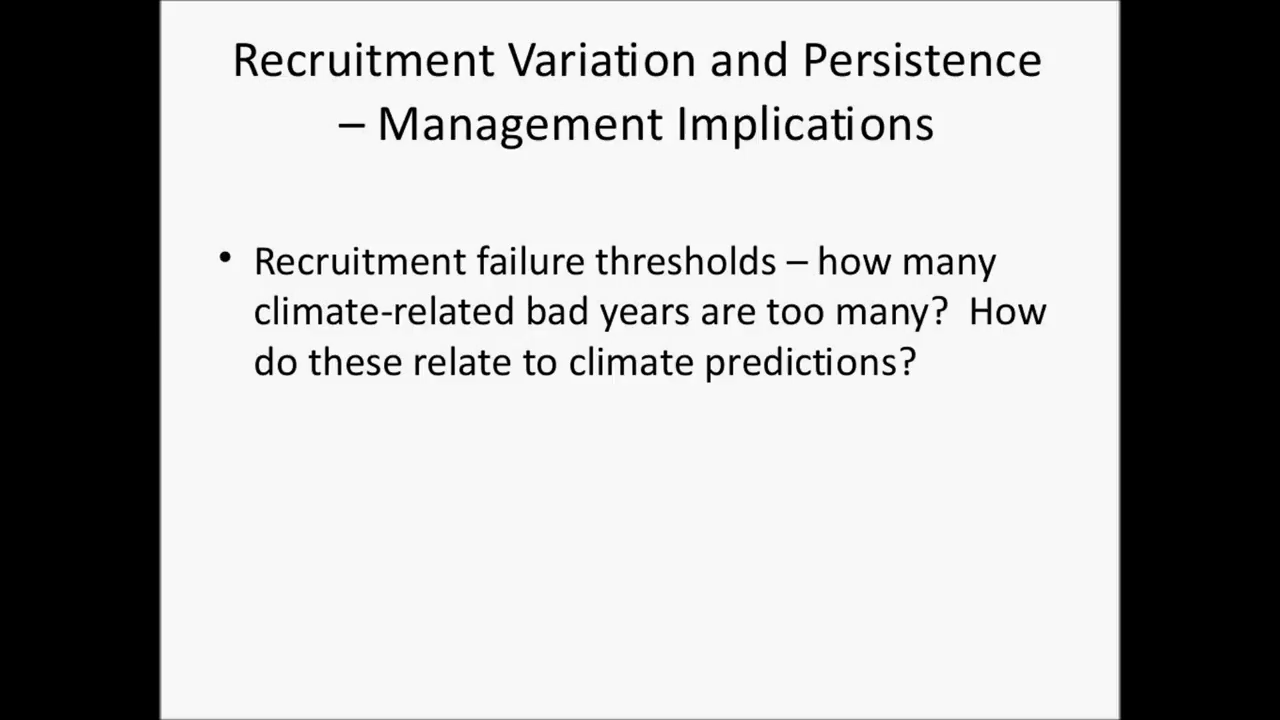 Recruitment Variation and Persistence
– Management Implications
• Recruitment failure thresholds – how many
climate-related bad years are too many?  How
do these relate to climate predictions?